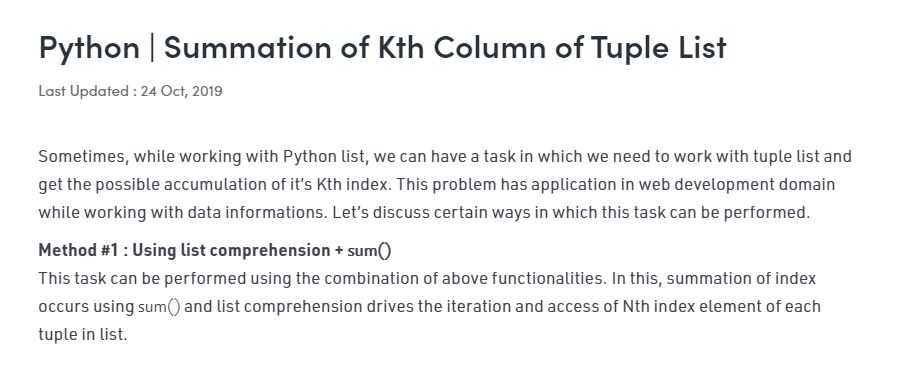 Python | Summation of Kth Column of Tuple List
Last Updated : 24 Oct, 2019
Sometimes, while working with Python list, we can have a task in which we need to work with tuple list and
get the possible accumulation of it’s Kth index. This problem has application in web development domain
while working with data informations. Let’s discuss certain ways in which this task can be performed.
Method #1 : Using list comprehension + sum()
This task can be performed using the combination of above functionalities. In this, summation of index
occurs using sum() and list comprehension drives the iteration and access of Nth index element of each
tuple in list.